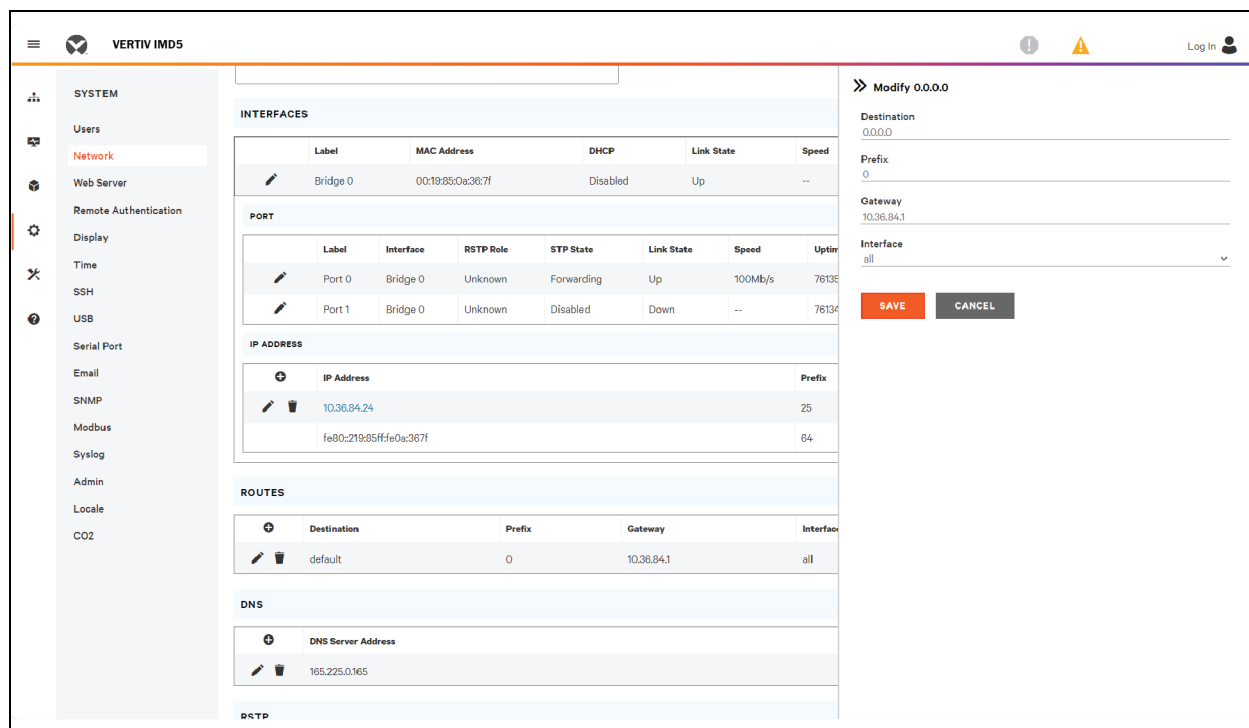 VERTIV IMD5
Log In
SYSTEM
Users
Network
Web Server
Remote Authentication
Display
Time
SSH
USB
Serial Port
Email
SNMP
Modbus
Syslog
Admin
Locale
CO2
INTERFACES
Label MAC Address DHCP Link State Speed
Bridge 0 00:19:85:0a:36:7f Disabled Up --
PORT
Label Interface RSTP Role STP State Link State Speed Uptim
Port 0 Bridge 0 Unknown Forwarding Up 100Mb/s 76135
Port 1 Bridge 0 Unknown Disabled Down -- 76134
IP ADDRESS
IP Address Prefix
10.36.84.24 25
fe80::219:85ff:fe0a:367f 64
ROUTES
Destination Prefix Gateway Interface
default 0 10.36.84.1 all
DNS
DNS Server Address
165.225.0.165
RSTP
Modify 0.0.0.0
Destination
0.0.0.0
Prefix
0
Gateway
10.36.84.1
Interface
all
SAVE CANCEL